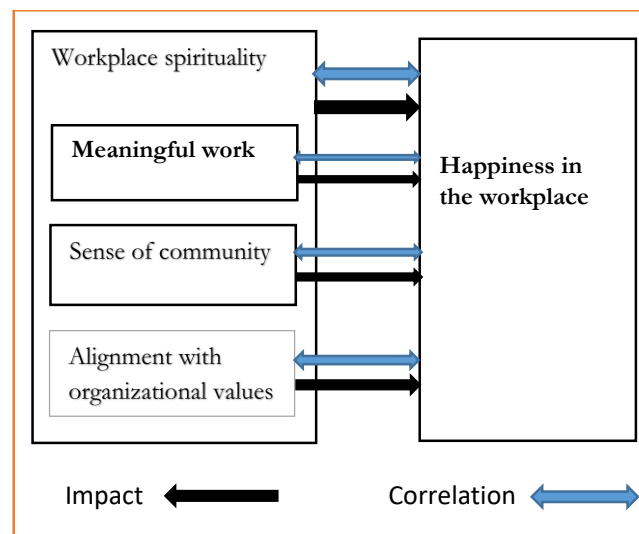 Workplace spirituality
Meaningful work
Happiness in
the workplace
Sense of community
Alignment with
organizational values
Impact
Correlation